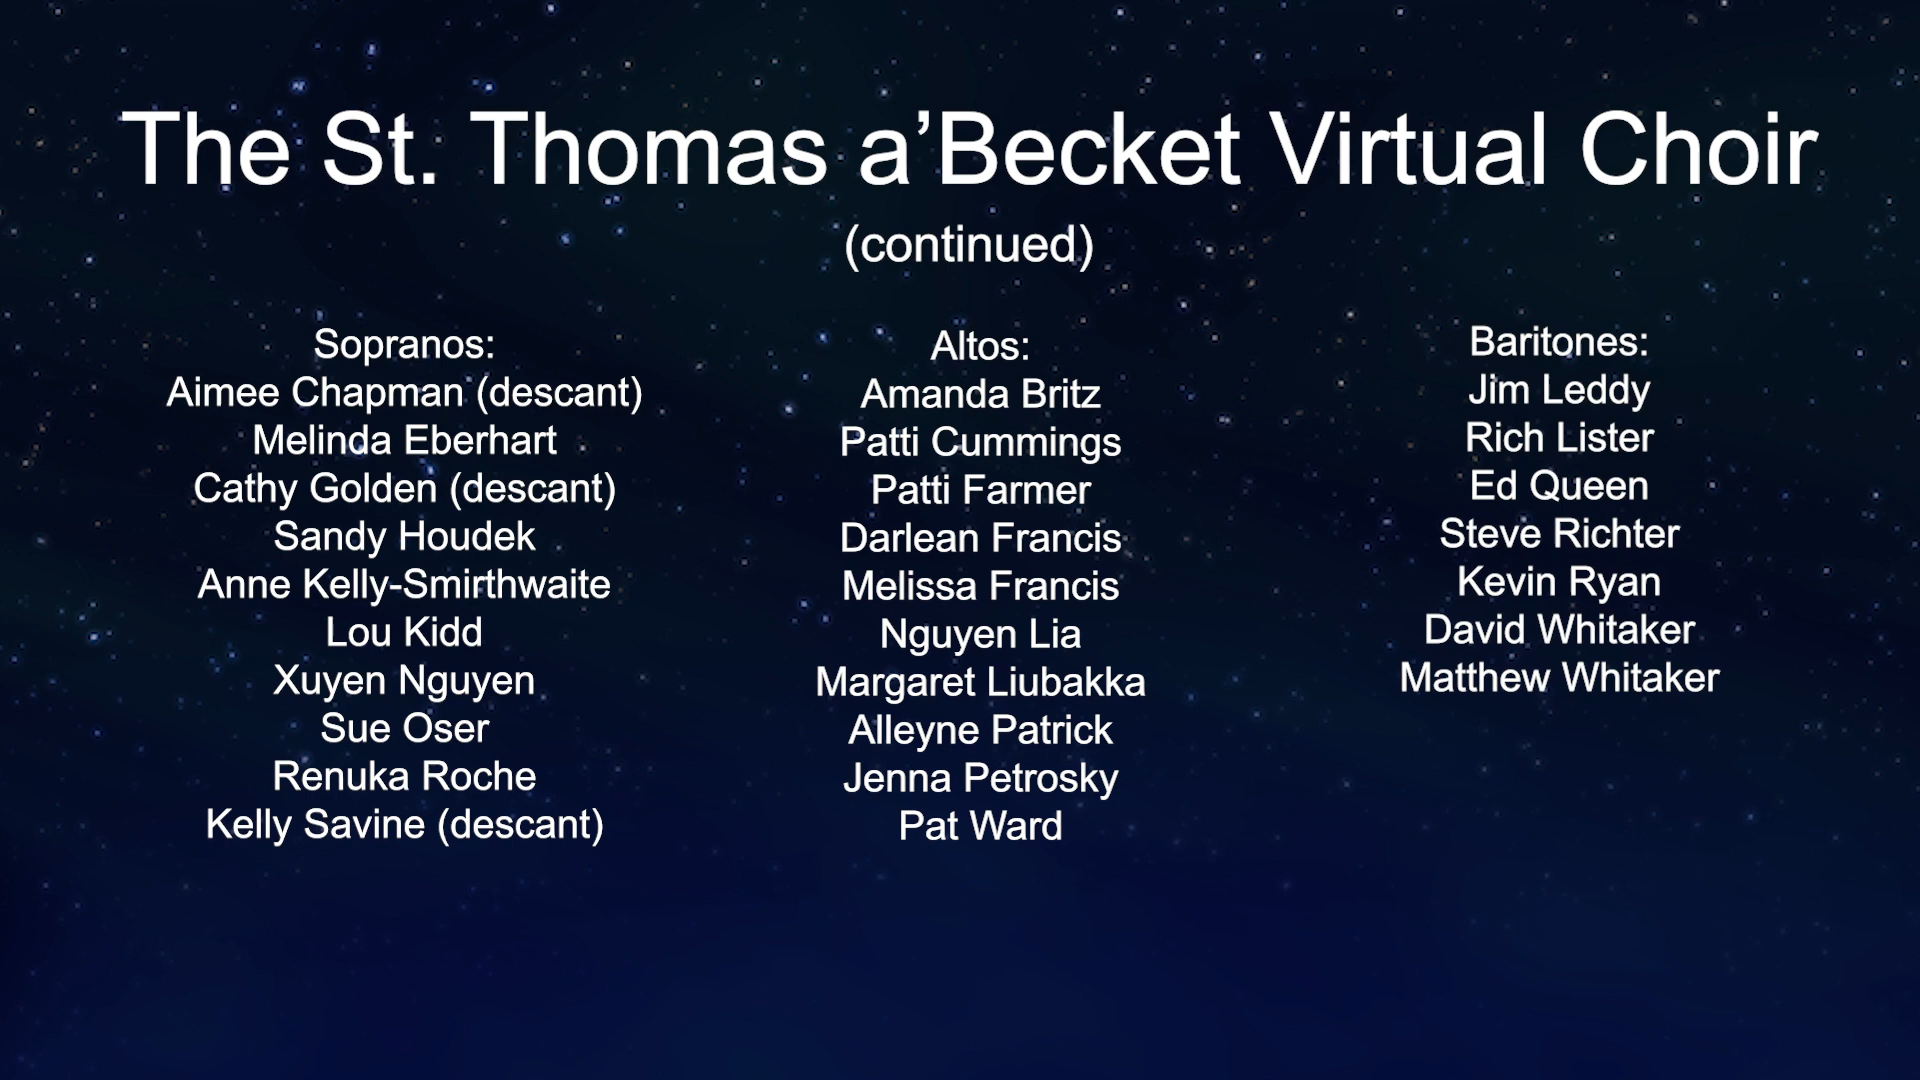 The St. Thomas a’Becket Virtual Choir
(continued)
Sopranos:
Aimee Chapman (descant)
Melinda Eberhart
Cathy Golden (descant)
Sandy Houdek
Anne Kelly-Smirthwaite
Lou Kidd
Xuyen Nguyen
Sue Oser
Renuka Roche
Kelly Savine (descant)
Altos:
Amanda Britz
Patti Cummings
Patti Farmer
Darlean Francis
Melissa Francis
Nguyen Lia
Margaret Liubakka
Alleyne Patrick
Jenna Petrosky
Pat Ward
Baritones:
Jim Leddy
Rich Lister
Ed Queen
Steve Richter
Kevin Ryan
David Whitaker
Matthew Whitaker